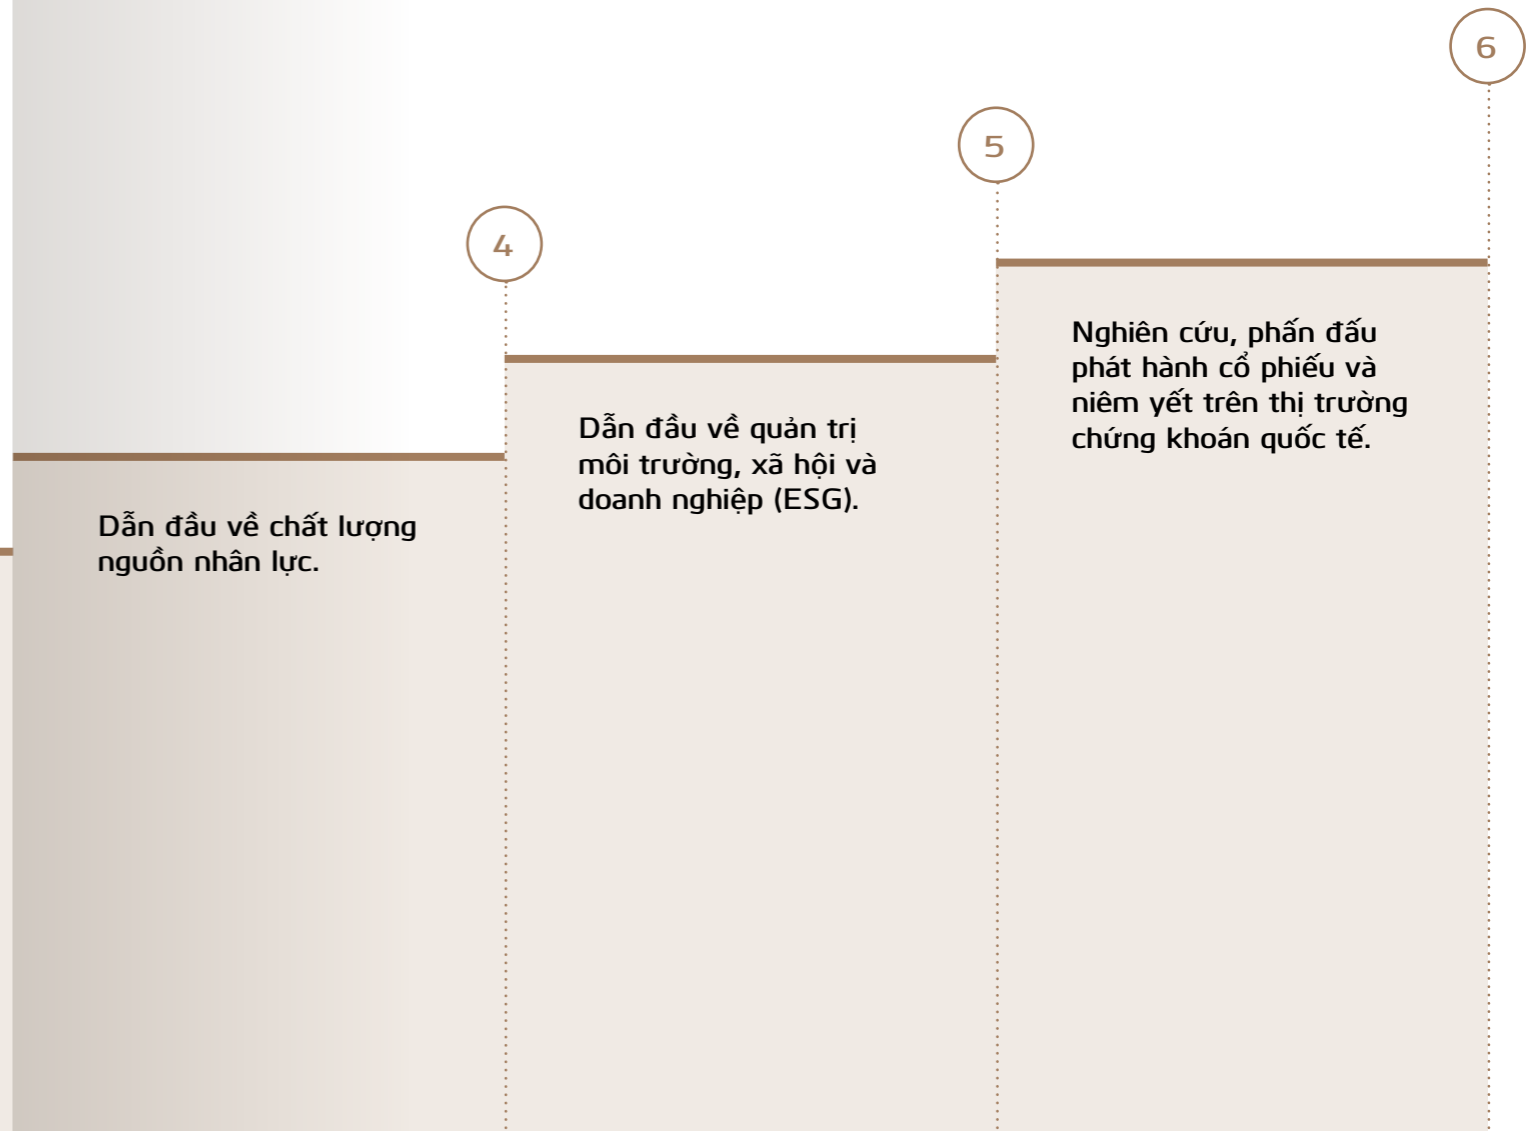 4
Dẫn đầu về chất lượng
nguồn nhân lực.
5
Dẫn đầu về quản trị
môi trường, xã hội và
doanh nghiệp (ESG).
6
Nghiên cứu, phấn đấu
phát hành cổ phiếu và
niêm yết trên thị trường
chứng khoán quốc tế.